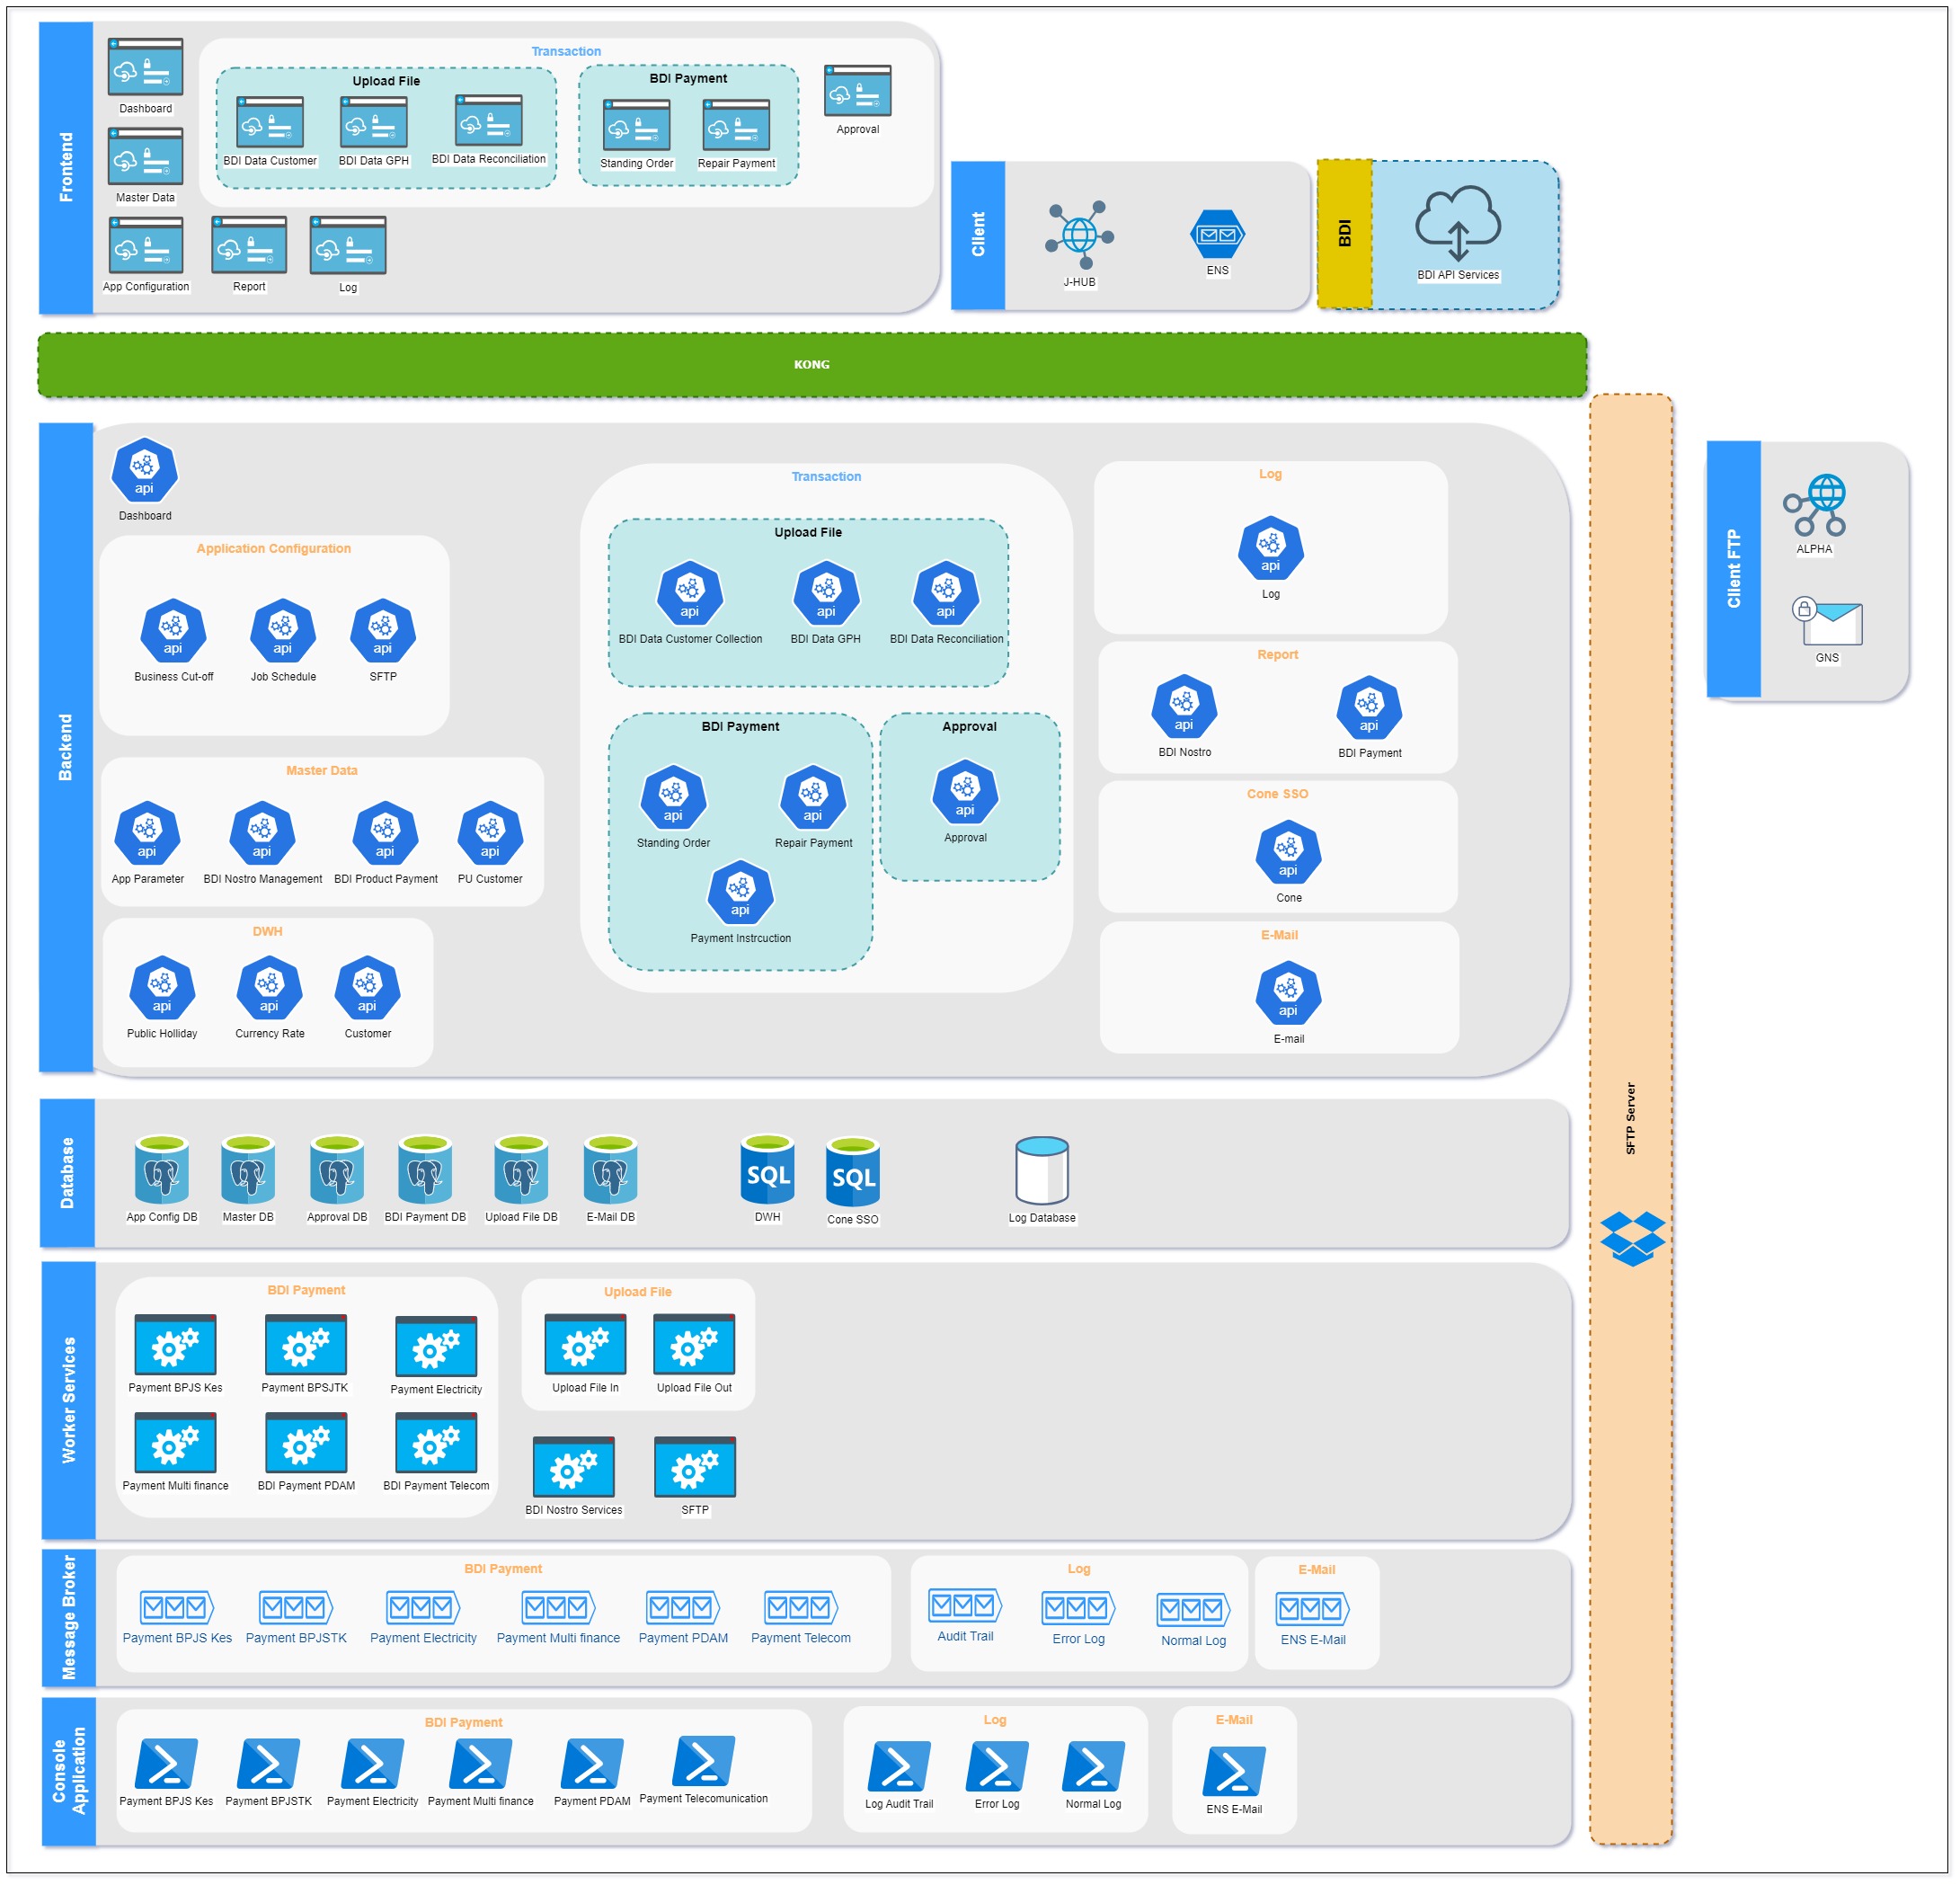 Frontend
Dashboard
Master Data
App Configuration
Report
Log
Transaction
Upload File
BDI Data Customer
BDI Data GPH
BDI Data Reconciliation
BDI Payment
Standing Order
Repair Payment
Approval
Client
J-HUB
ENS
BDI
BDI API Services
KONG
Backend
api
Dashboard
Application Configuration
api
Business Cut-off
api
Job Schedule
api
SFTP
Master Data
api
App Parameter
api
BDI Nostro Management
api
BDI Product Payment
api
PU Customer
DWH
api
Public Holliday
api
Currency Rate
api
Customer
Transaction
Upload File
api
BDI Data Customer Collection
api
BDI Data GPH
api
BDI Data Reconciliation
BDI Payment
api
Standing Order
api
Repair Payment
api
Payment Instrcuction
Approval
api
Approval
Log
api
Log
Report
api
BDI Nostro
api
BDI Payment
Cone SSO
api
Cone
E-Mail
api
E-mail
SFTP Server
Client FTP
ALPHA
GNS
Database
App Config DB
Master DB
Approval DB
BDI Payment DB
Upload File DB
E-Mail DB
SQL
DWH
SQL
Cone SSO
Log Database
Worker Services
BDI Payment
Payment BPJS Kes
Payment BPSJTK
Payment Electricity
Payment Multi finance
BDI Payment PDAM
BDI Payment Telecom
Upload File
Upload File In
Upload File Out
BDI Nostro Services
SFTP
Message Broker
BDI Payment
Payment BPJS Kes
Payment BPJSTK
Payment Electricity
Payment Multi finance
Payment PDAM
Payment Telecom
Log
Audit Trail
Error Log
Normal Log
E-Mail
ENS E-Mail
Console
Application
BDI Payment
Payment BPJS Kes
Payment BPJSTK
Payment Electricity
Payment Multi finance
Payment PDAM
Payment Telecomunication
Log
Log Audit Trail
Error Log
Normal Log
E-Mail
ENS E-Mail